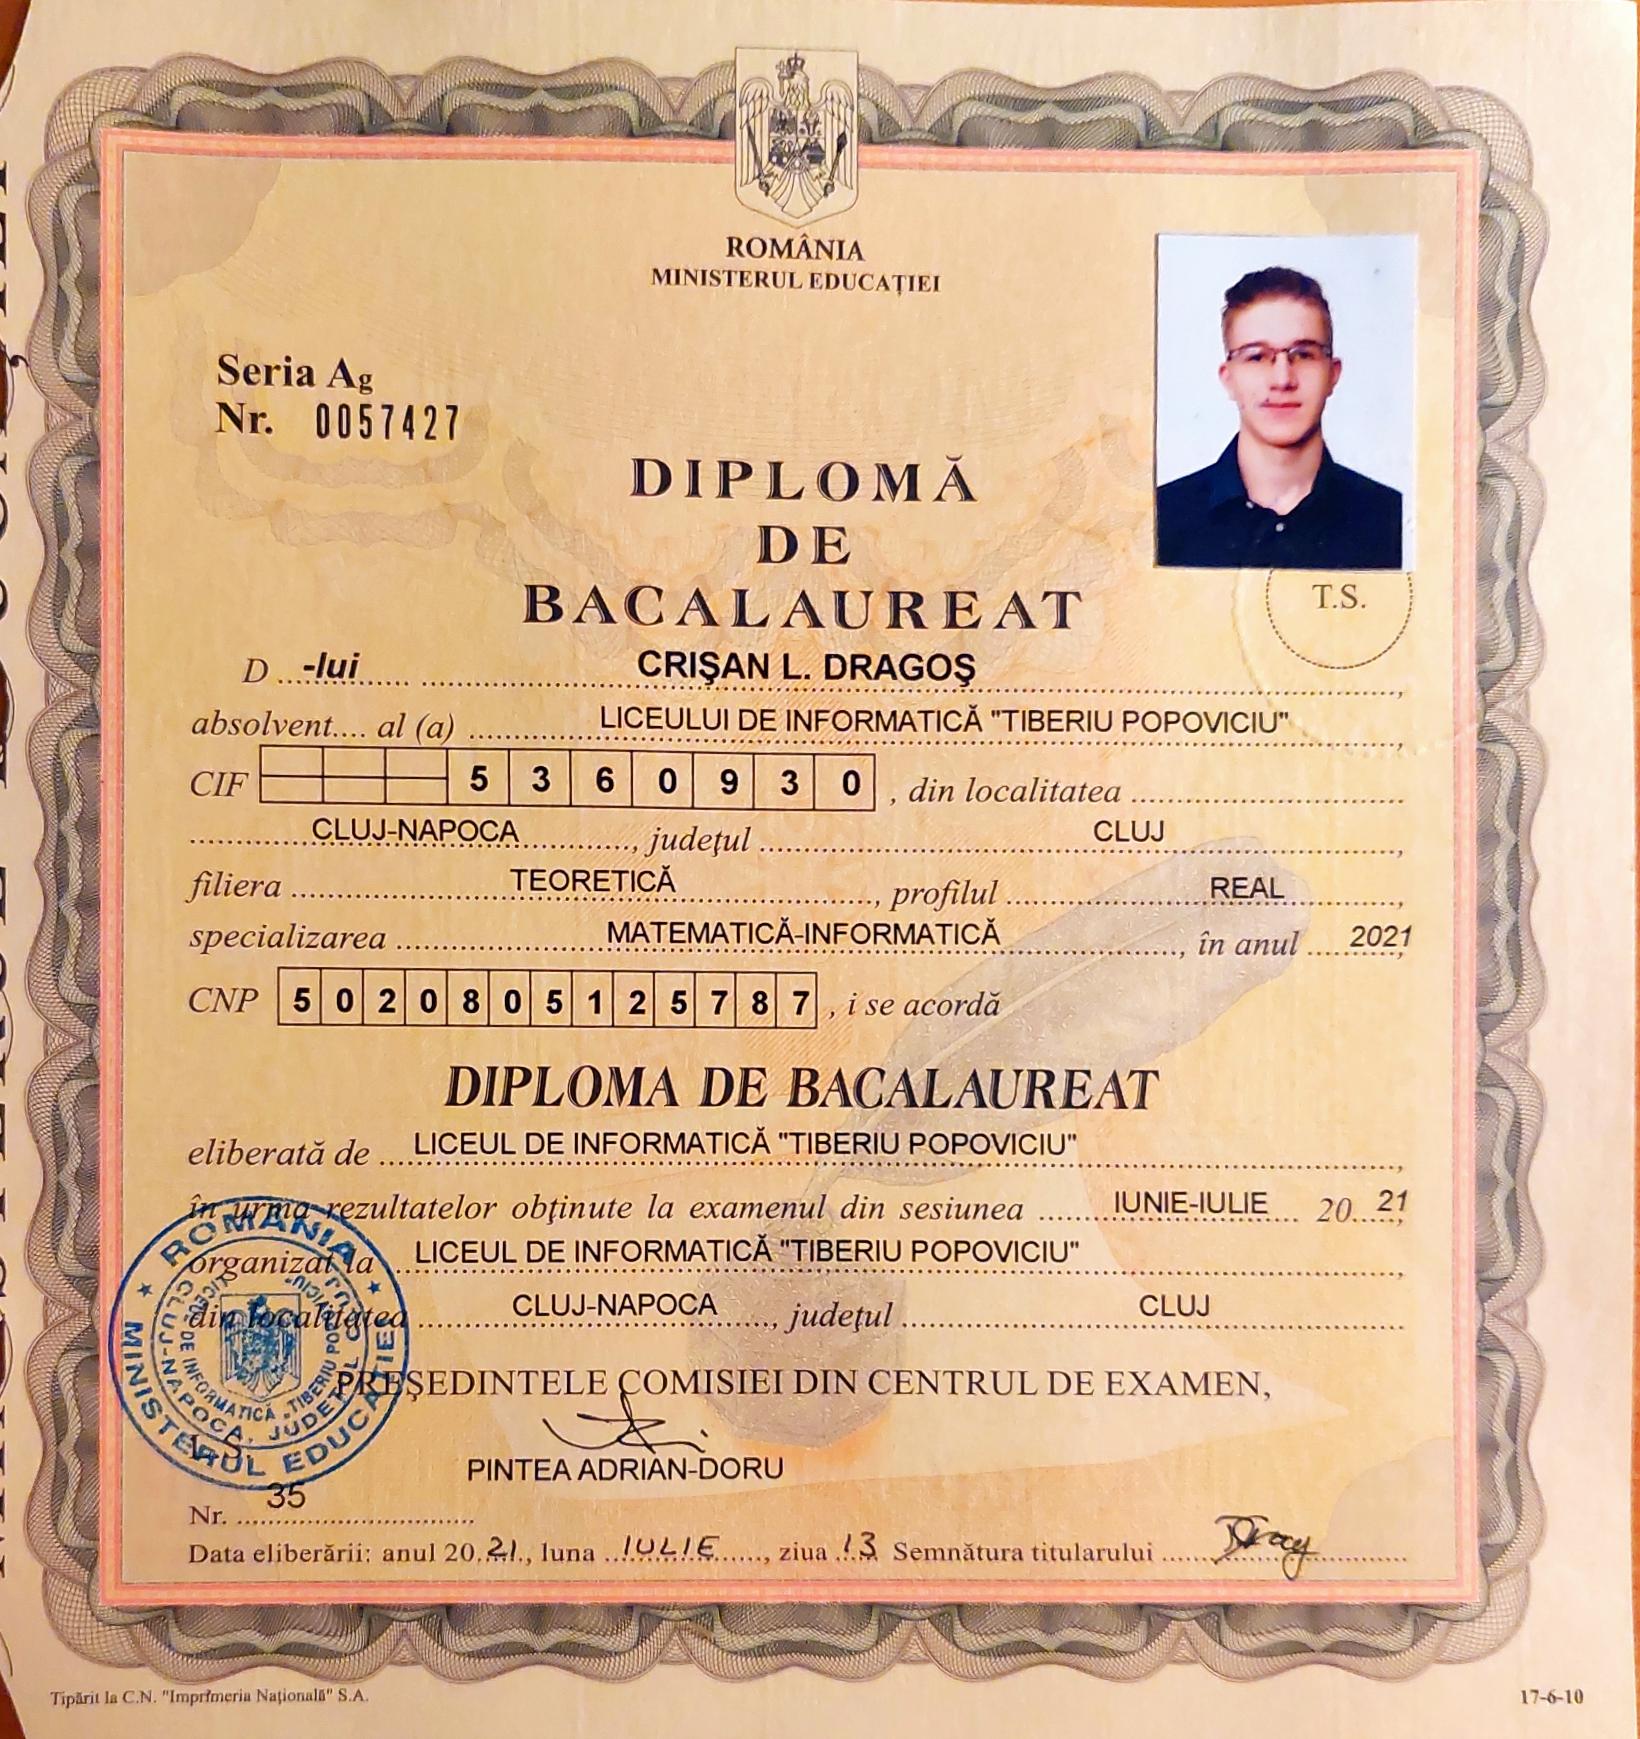 ROMÂNIA
MINISTERUL EDUCAȚIEI
Seria Ag
Nr. 0057427
DIPLOMĂ
DE
BACALAUREAT
T.S.
D ...-lui...... CRIŞAN L. DRAGOŞ,
absolvent.... al (a) LICEULUI DE INFORMATICĂ "TIBERIU POPOVICIU",
CIF 5 3 6 0 9 3 0 , din localitatea
CLUJ-NAPOCA, judeţul CLUJ,
filiera TEORETICĂ, profilul REAL,
specializarea MATEMATICĂ-INFORMATICĂ, în anul 2021,
CNP 5 0 2 0 8 0 5 1 2 5 7 8 7 , i se acordă
DIPLOMA DE BACALAUREAT
eliberată de LICEUL DE INFORMATICĂ "TIBERIU POPOVICIU",
în urma rezultatelor obţinute la examenul din sesiunea IUNIE-IULIE 20 21,
organizat la LICEUL DE INFORMATICĂ "TIBERIU POPOVICIU",
din localitatea CLUJ-NAPOCA, judeţul CLUJ
PREŞEDINTELE COMISIEI DIN CENTRUL DE EXAMEN,
PINTEA ADRIAN-DORU
ROMÂNIA
MINISTERUL EDUCAȚIEI
CLUJ-NAPOCA, JUDEȚUL CLUJ
LICEUL DE INFORMATICĂ „TIBERIU POPOVICIU”
L.S.
Nr. 35
Data eliberării: anul 20 21, luna IULIE, ziua 13 Semnătura titularului
Tipărit la C.N. "Imprimeria Naţională" S.A.
17-6-10